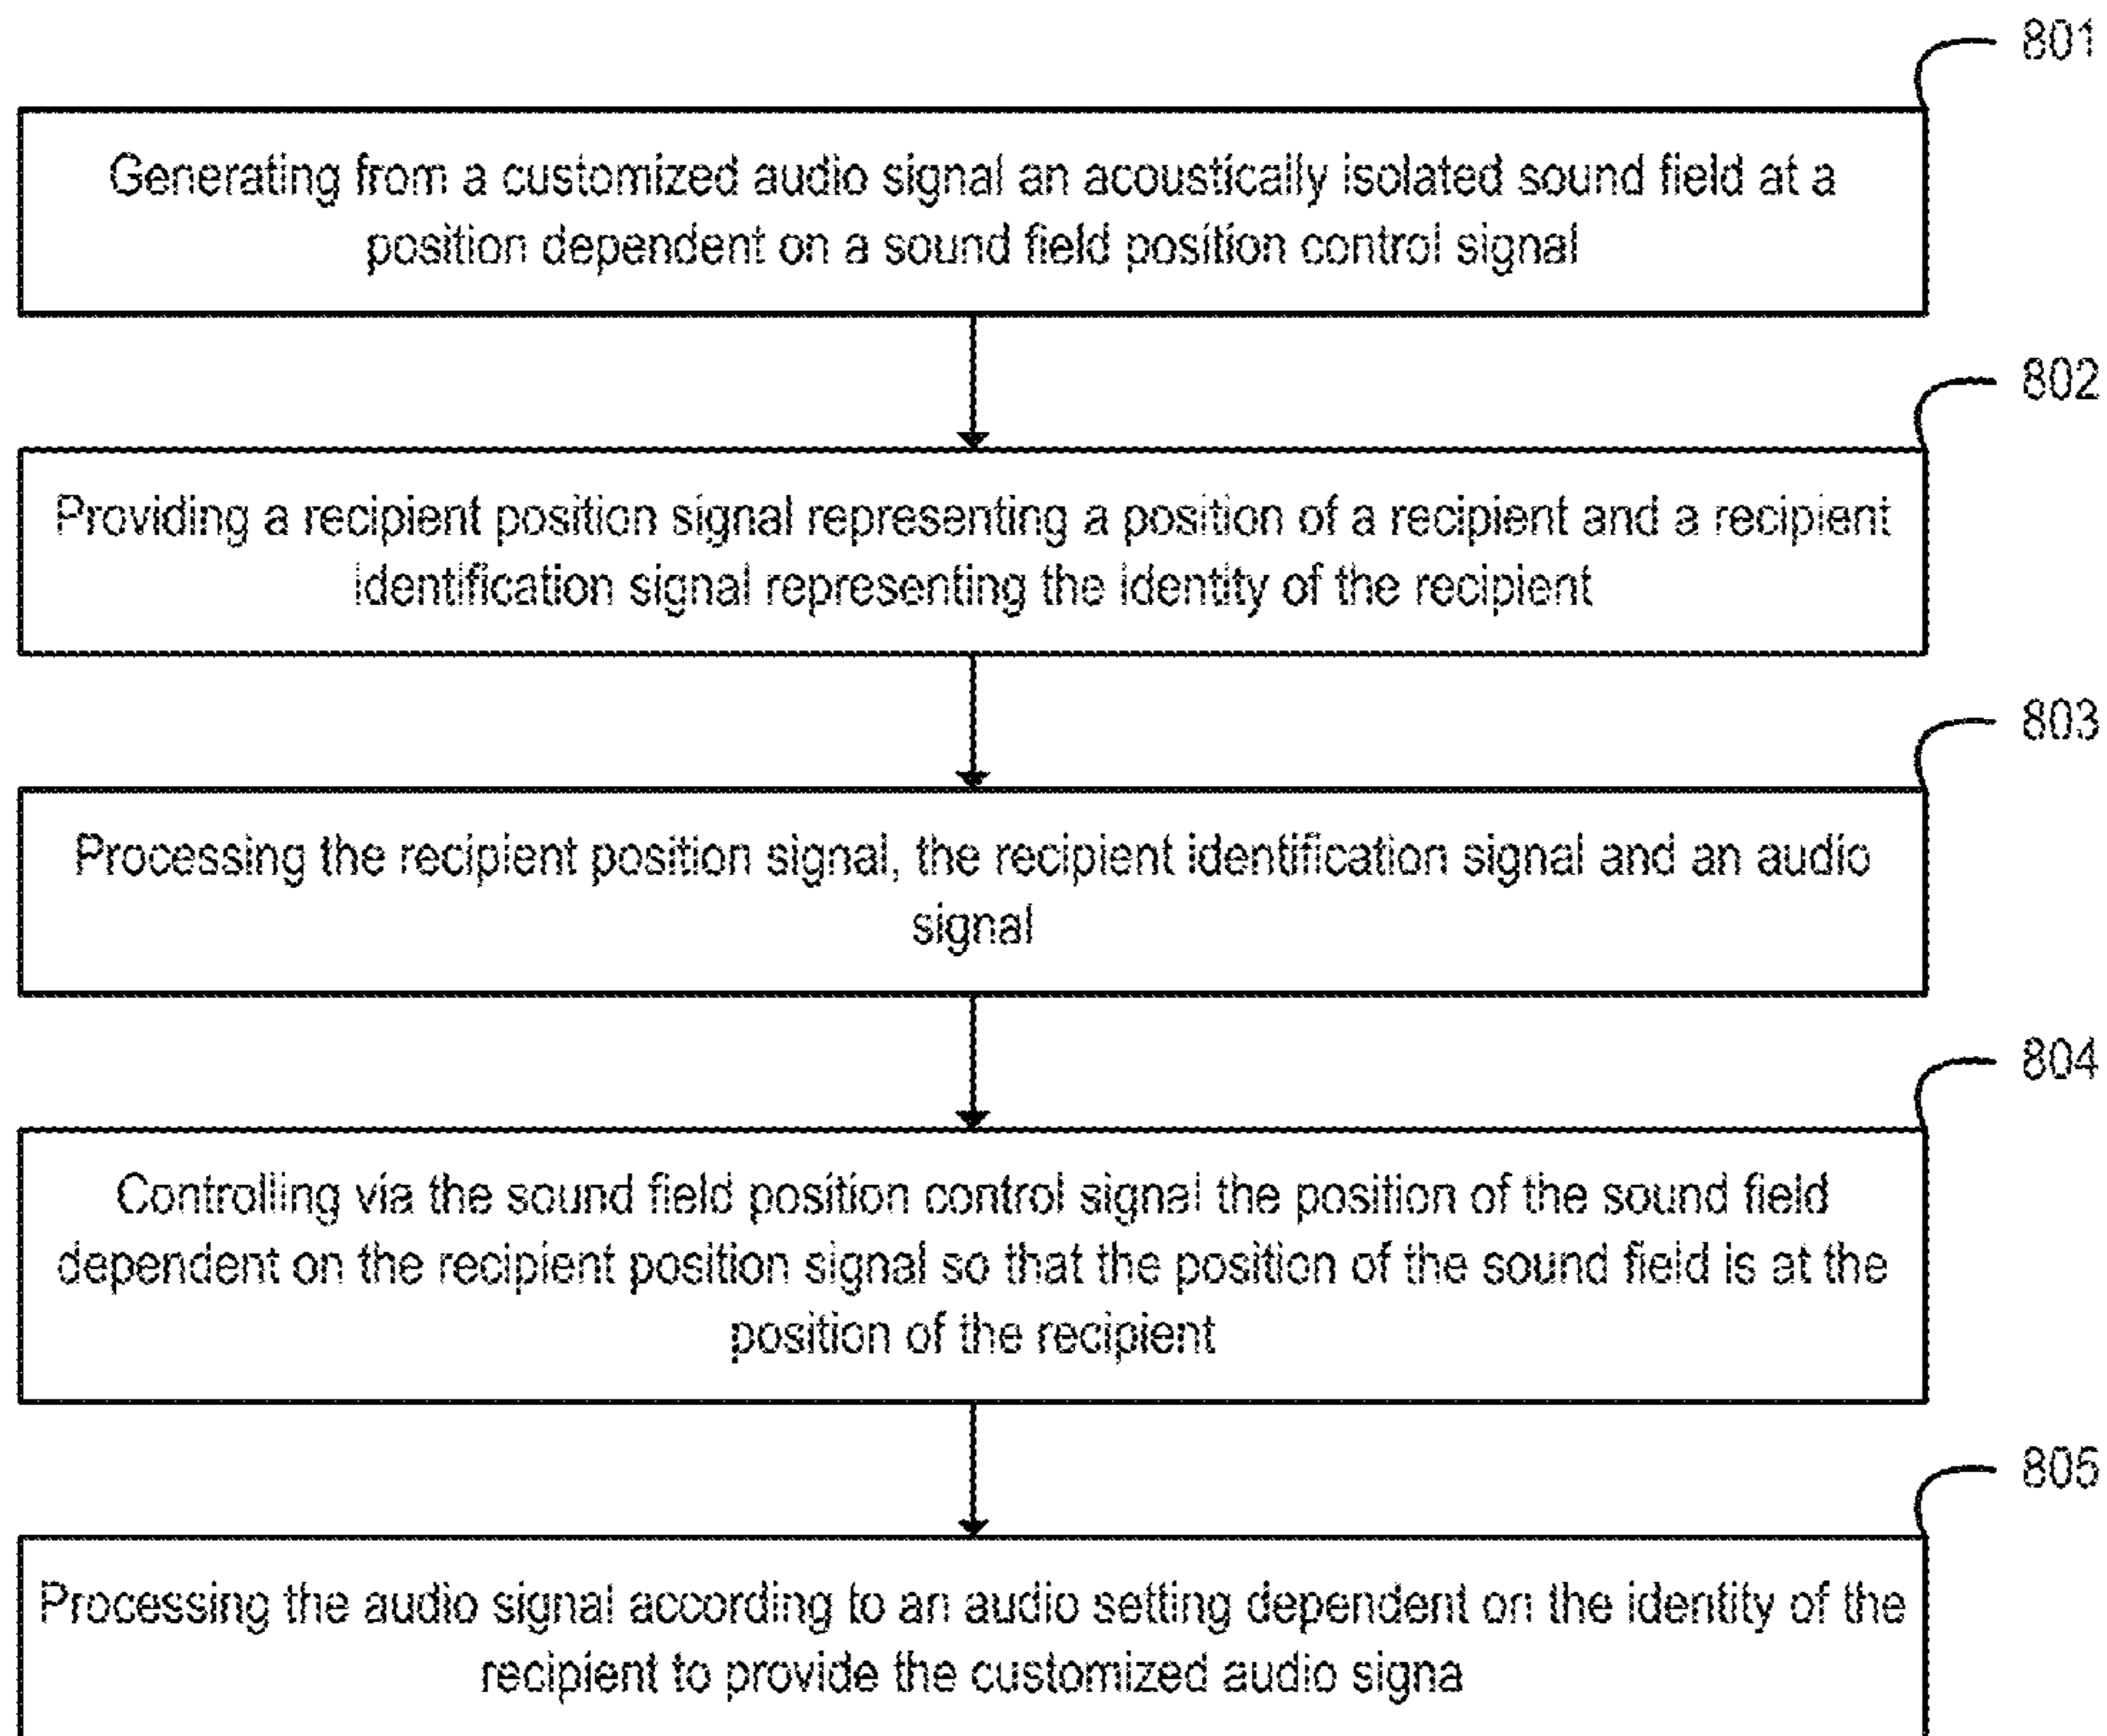 801
Generating from a customized audio signal an acoustically isolated sound field at a
position dependent on a sound field position control signal
802
Providing a recipient position signal representing a position of a recipient and a recipient
identification signal representing the identity of the recipient
803
Processing the recipient position signal, the recipient identification signal and an audio
signal
804
Controlling via the sound field position control signal the position of the sound field
dependent on the recipient position signal so that the position of the sound field is at the
position of the recipient
805
Processing the audio signal according to an audio setting dependent on the identity of the
recipient to provide the customized audio signa